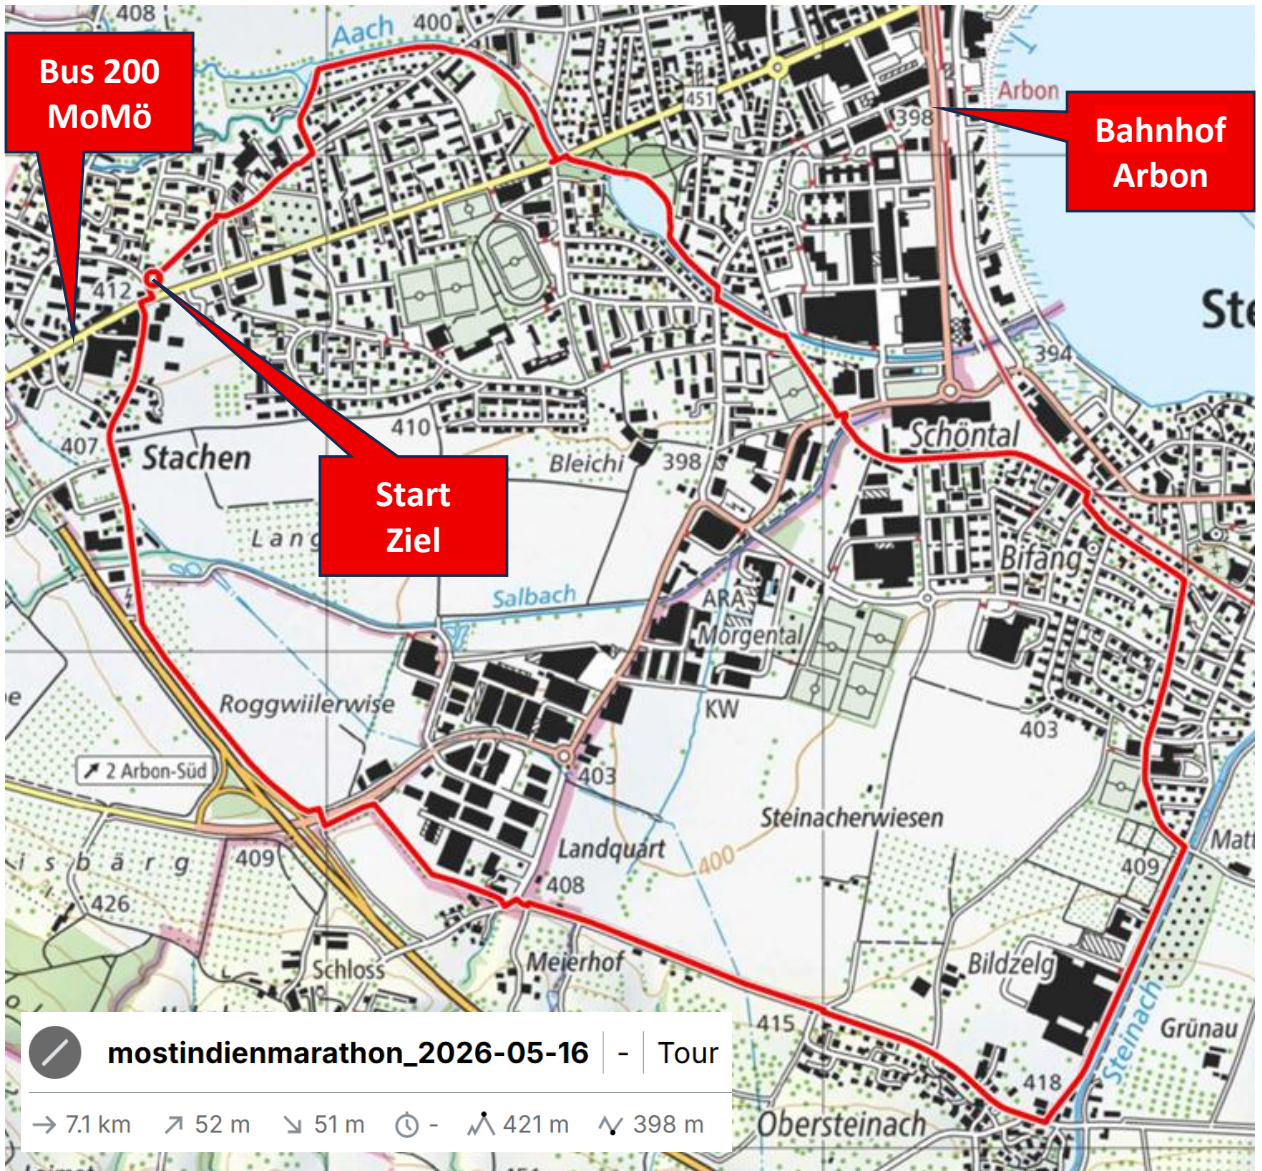 408
400
Aach
Bus 200
MoMö
451
Arbon
398
Bahnhof
Arbon
412
Ste
394
407
Stachen
410
Bleichi
398
Schöntal
Start
Ziel
Lang
Salbach
Bifang
ARA
Morgental
Roggwiilerwise
KW
403
2 Arbon-Süd
403
Steinacherwiesen
Matt
isbärg
409
Landquart
400
409
426
408
Schloss
Meierhof
Bildzelg
Steinach
Grünau
415
418
Obersteinach
mostindienmarathon_2026-05-16 - Tour
7.1 km 52 m 51 m - 421 m 398 m